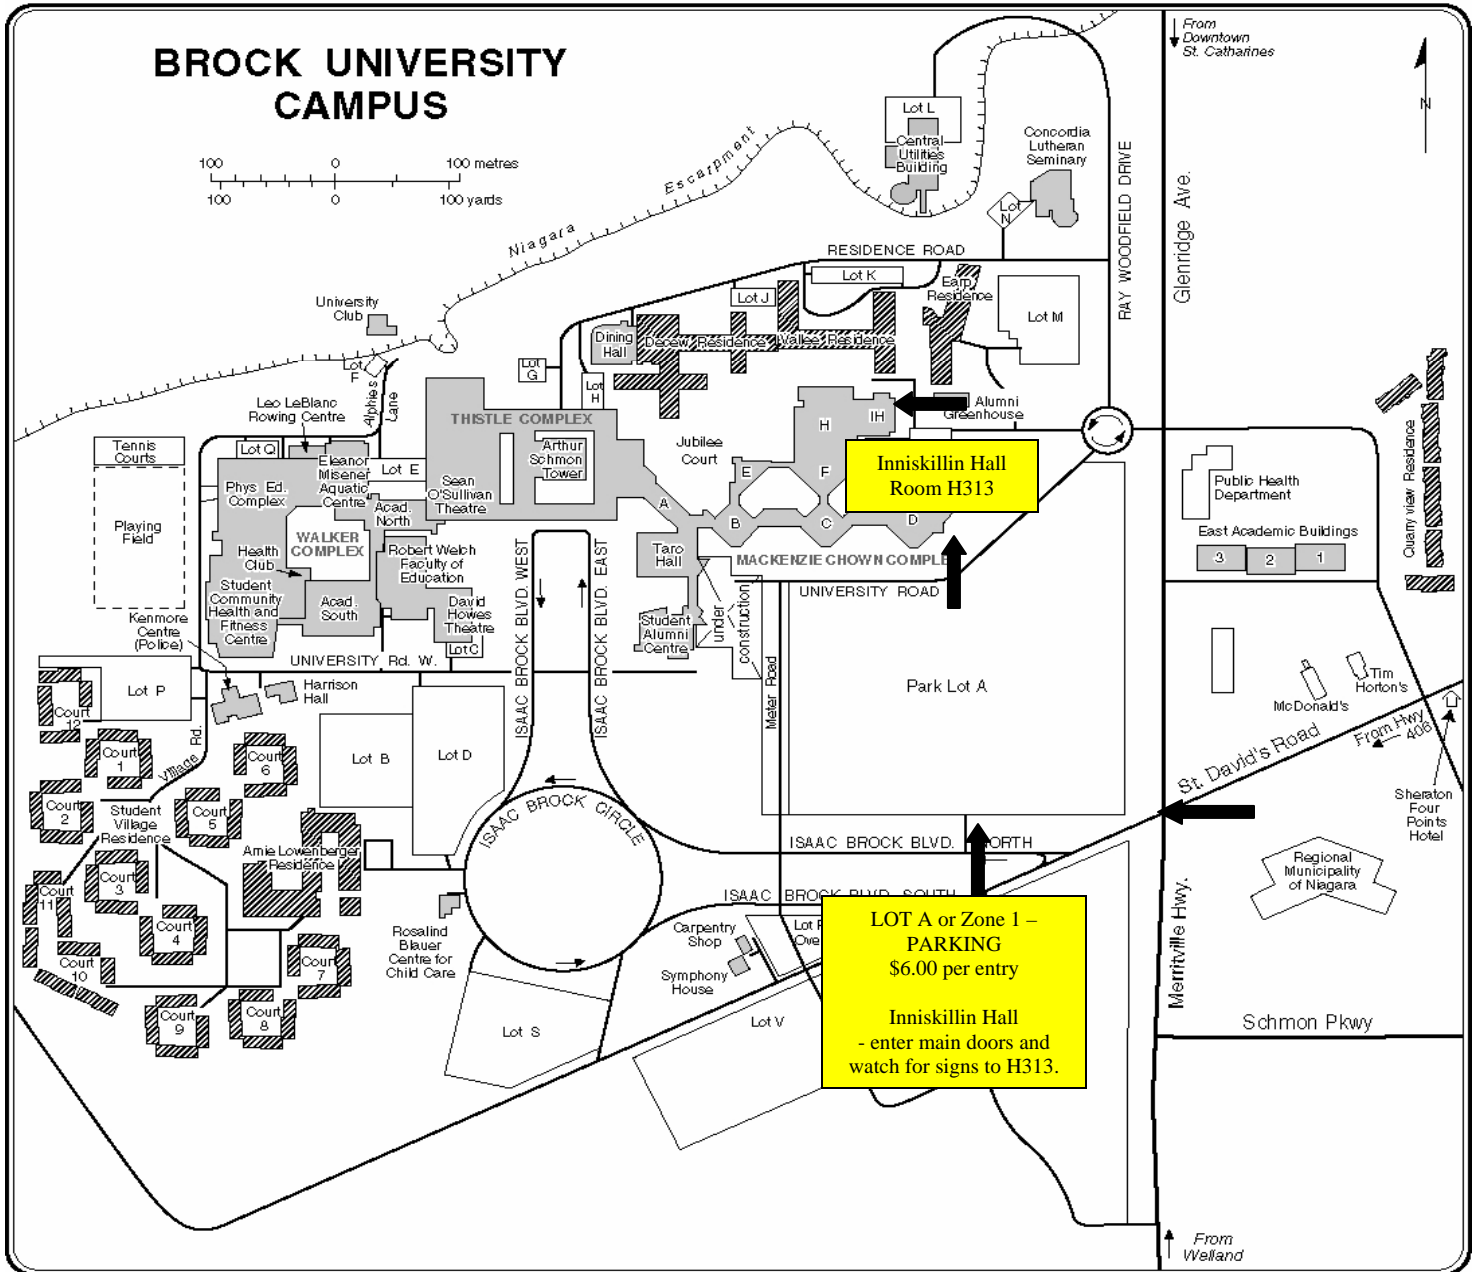 BROCK UNIVERSITY
CAMPUS
100 0 100 metres
100 0 100 yards
From
Downtown
St. Catharines
N
Niagara Escarpment
Lot L
Central
Utilities
Building
Concordia
Lutheran
Seminary
Lot
N
RAY WOODFIELD DRIVE
Glenridge Ave.
RESIDENCE ROAD
Lot K
Lot J
Earp
Residence
Lot M
University
Club
Dining
Hall
Decew Residence
Vallee Residence
Lot
F
Alphie's
Lane
Lot
G
Lot
H
Leo LeBlanc
Rowing Centre
THISTLE COMPLEX
Arthur
Schmon
Tower
Jubilee
Court
H
IH
Alumni
Greenhouse
Inniskillin Hall
Room H313
Tennis
Courts
Lot Q
Eleanor
Misener
Aquatic
Centre
Lot E
Sean
O'Sullivan
Theatre
Phys Ed.
Complex
Acad.
North
E
F
A
B
C
D
Playing
Field
WALKER
COMPLEX
Health
Club
Robert Welch
Faculty of
Education
Taro
Hall
MACKENZIE CHOWN COMPLE
UNIVERSITY ROAD
Public Health
Department
East Academic Buildings
3
2
1
Quarry view Residence
Student
Community
Health and
Fitness
Centre
Acad.
South
David
Howes
Theatre
Lot C
Kenmore
Centre
(Police)
UNIVERSITY Rd. W.
ISAAC BROCK BLVD. WEST
ISAAC BROCK BLVD. EAST
Student
Alumni
Centre
under
construction
Meter Road
Park Lot A
McDonald's
Tim
Horton's
Lot P
Harrison
Hall
Village Rd.
Lot B
Lot D
St. David's Road
From Hwy
406
Sheraton
Four
Points
Hotel
Court
12
Court
1
Court
6
Court
2
Court
5
Student
Village
Residence
Arnie Lowenberger
Residence
Court
3
Court
11
Court
4
Court
10
Court
7
Court
9
Court
8
ISAAC BROCK CIRCLE
ISAAC BROCK BLVD. NORTH
ISAAC BROCK BLVD. SOUTH
Regional
Municipality
of Niagara
Merrittville Hwy.
Rosalind
Blauer
Centre for
Child Care
Carpentry
Shop
Symphony
House
Lot
Ove
LOT A or Zone 1 –
PARKING
$6.00 per entry
Inniskillin Hall
- enter main doors and
watch for signs to H313.
Lot S
Lot V
Schmon Pkwy
From
Welland